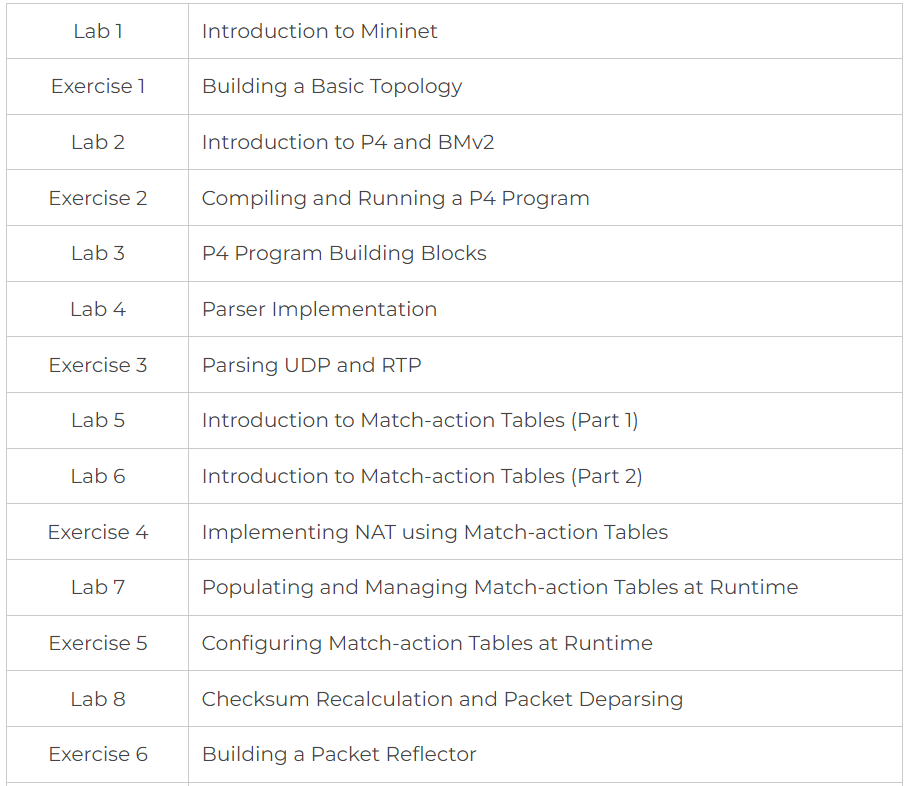 Lab 1 Introduction to Mininet
Exercise 1 Building a Basic Topology
Lab 2 Introduction to P4 and BMv2
Exercise 2 Compiling and Running a P4 Program
Lab 3 P4 Program Building Blocks
Lab 4 Parser Implementation
Exercise 3 Parsing UDP and RTP
Lab 5 Introduction to Match-action Tables (Part 1)
Lab 6 Introduction to Match-action Tables (Part 2)
Exercise 4 Implementing NAT using Match-action Tables
Lab 7 Populating and Managing Match-action Tables at Runtime
Exercise 5 Configuring Match-action Tables at Runtime
Lab 8 Checksum Recalculation and Packet Deparsing
Exercise 6 Building a Packet Reflector